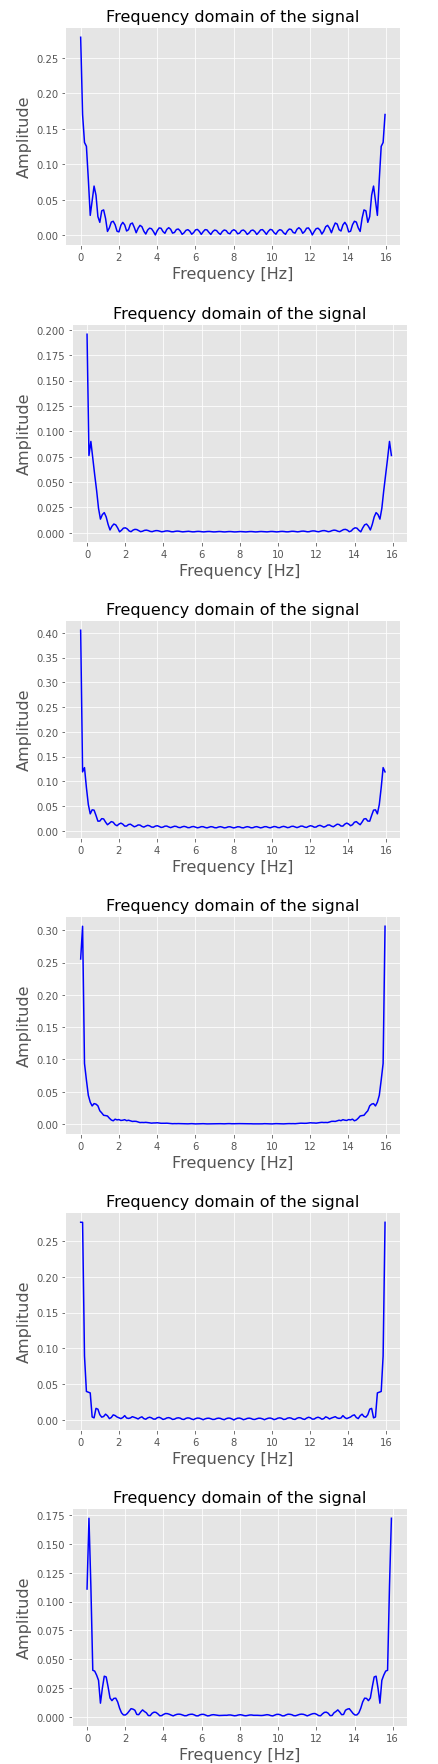 Frequency domain of the signal
0.25
0.20
0.15
0.10
0.05
0.00
Amplitude
0 2 4 6 8 10 12 14 16
Frequency [Hz]
Frequency domain of the signal
0.200
0.175
0.150
0.125
0.100
0.075
0.050
0.025
0.000
Amplitude
0 2 4 6 8 10 12 14 16
Frequency [Hz]
Frequency domain of the signal
0.40
0.35
0.30
0.25
0.20
0.15
0.10
0.05
0.00
Amplitude
0 2 4 6 8 10 12 14 16
Frequency [Hz]
Frequency domain of the signal
0.30
0.25
0.20
0.15
0.10
0.05
0.00
Amplitude
0 2 4 6 8 10 12 14 16
Frequency [Hz]
Frequency domain of the signal
0.25
0.20
0.15
0.10
0.05
0.00
Amplitude
0 2 4 6 8 10 12 14 16
Frequency [Hz]
Frequency domain of the signal
0.175
0.150
0.125
0.100
0.075
0.050
0.025
0.000
Amplitude
0 2 4 6 8 10 12 14 16
Frequency [Hz]